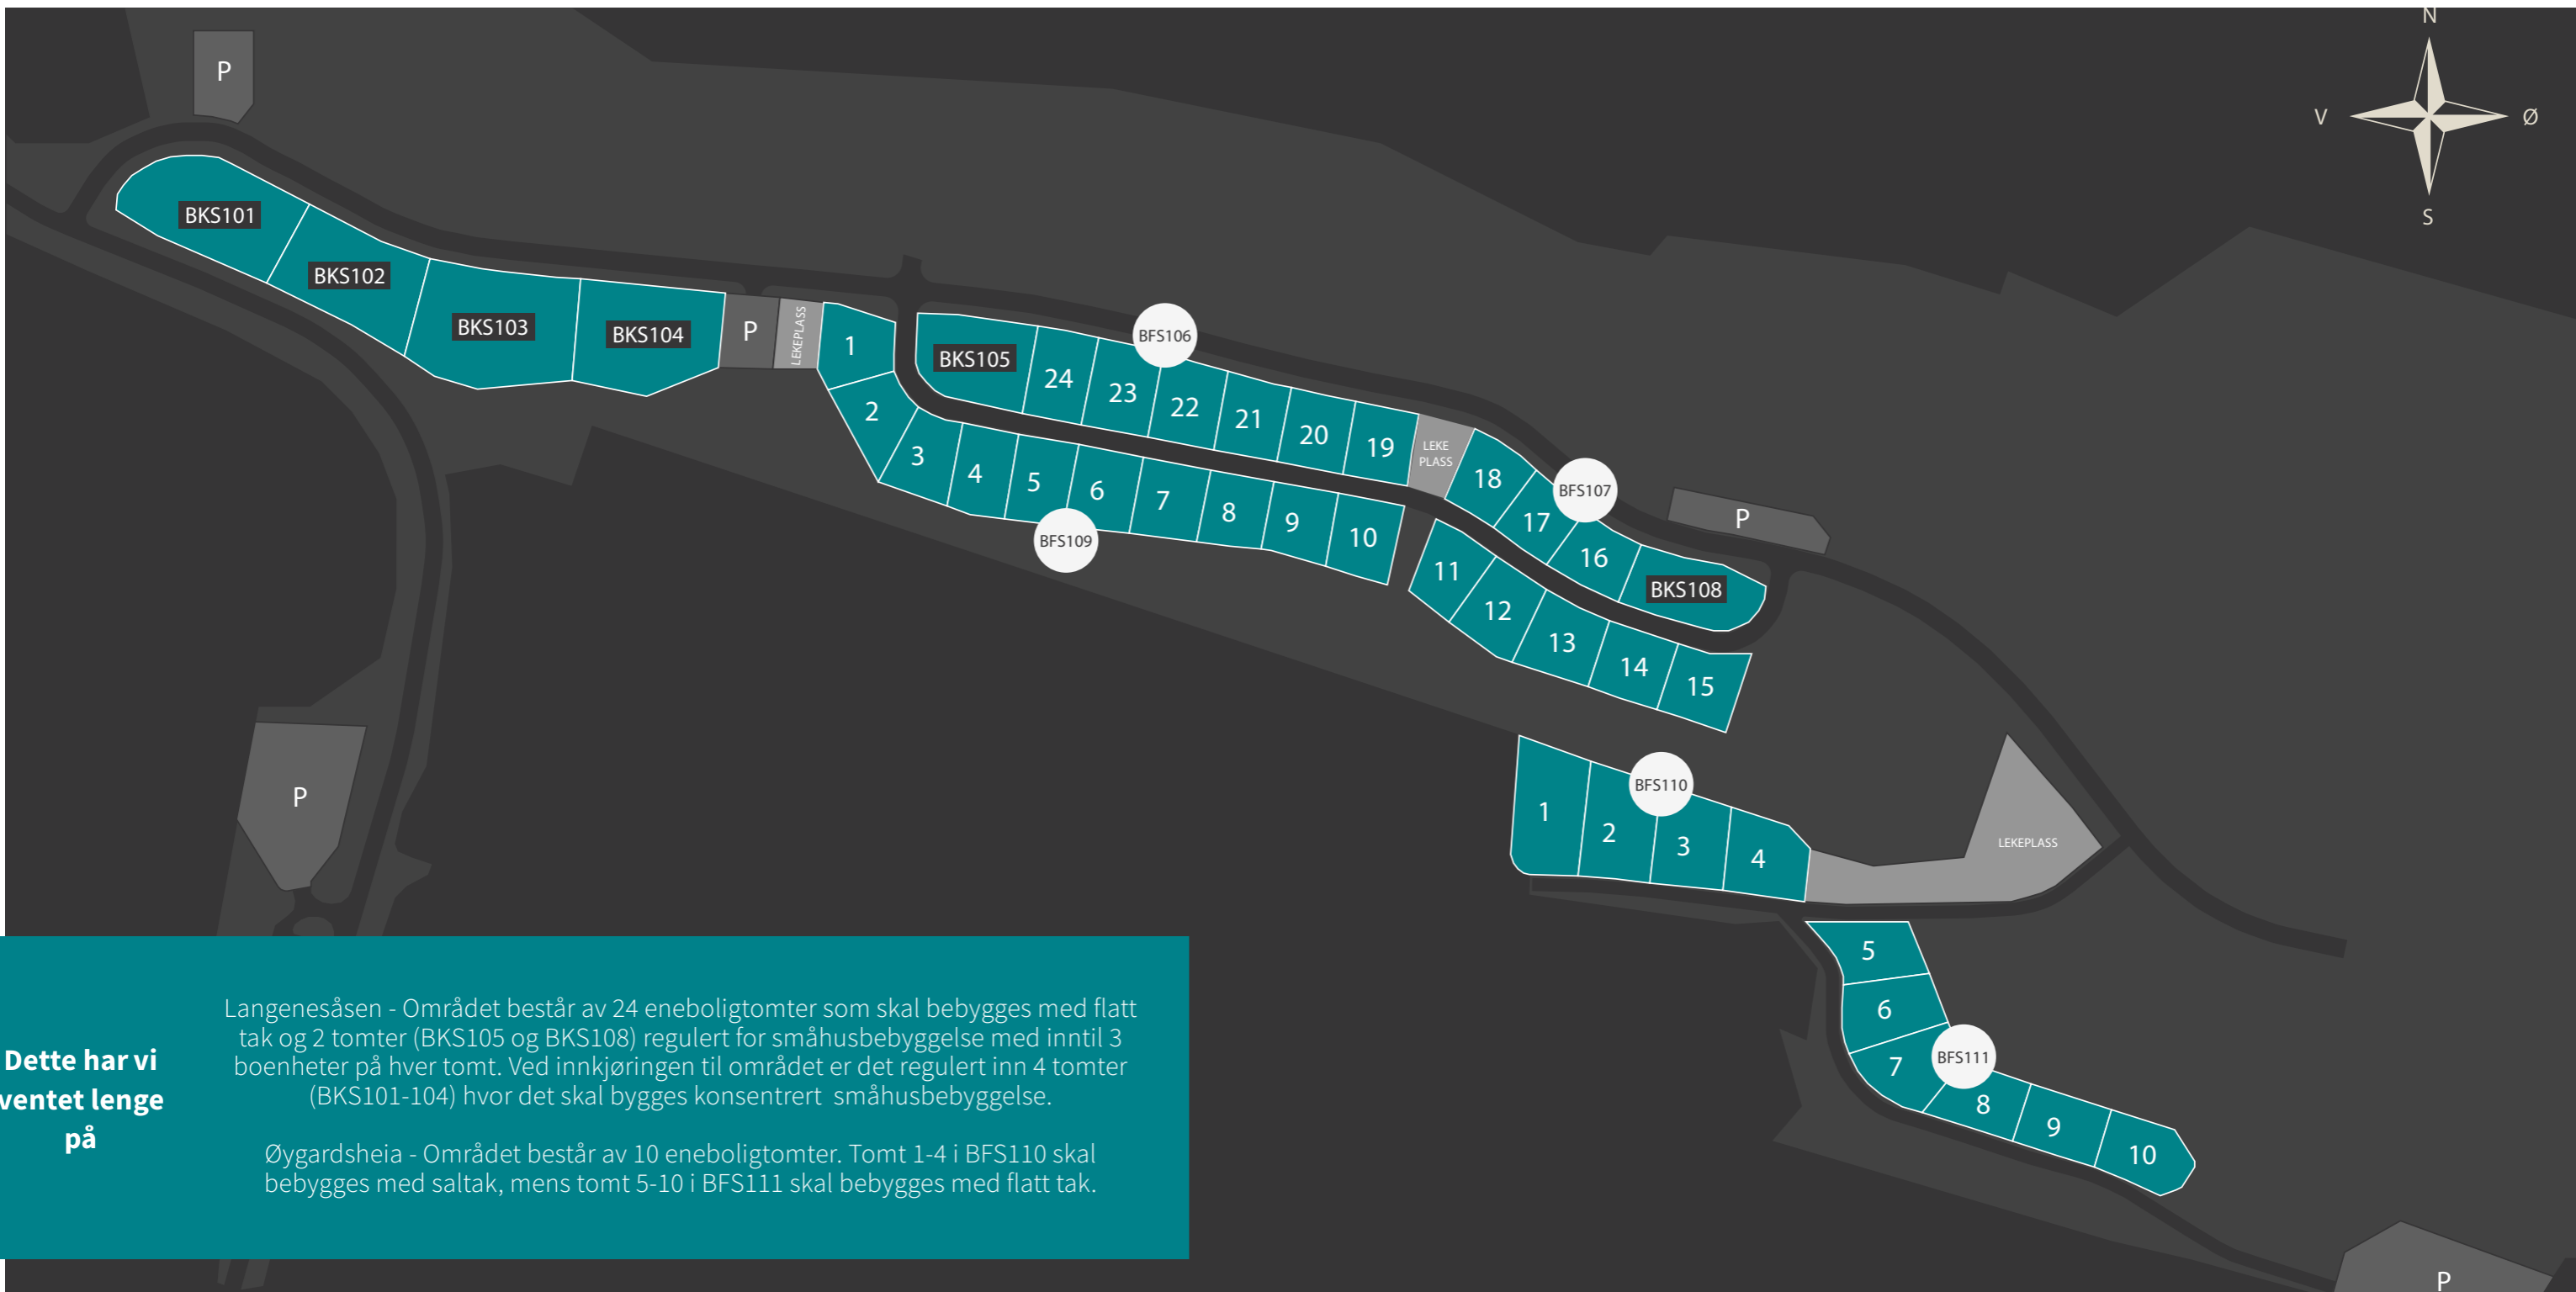 N
V
Ø
S
P
BKS101
BKS102
BKS103
BKS104
P
LEKEPLASS
1
2
3
4
5
6
7
8
9
10
BFS109
BKS105
24
23
22
21
20
19
BFS106
LEKE
PLASS
18
17
16
BFS107
BKS108
P
11
12
13
14
15
1
2
3
4
BFS110
LEKEPLASS
5
6
7
8
9
10
BFS111
P
P
Dette har vi
ventet lenge
på
Langenesåsen - Området består av 24 eneboligtomter som skal bebygges med flatt
tak og 2 tomter (BKS105 og BKS108) regulert for småhusbebyggelse med inntil 3
boenheter på hver tomt. Ved innkjøringen til området er det regulert inn 4 tomter
(BKS101-104) hvor det skal bygges konsentrert småhusbebyggelse.
Øygardsheia - Området består av 10 eneboligtomter. Tomt 1-4 i BFS110 skal
bebygges med saltak, mens tomt 5-10 i BFS111 skal bebygges med flatt tak.